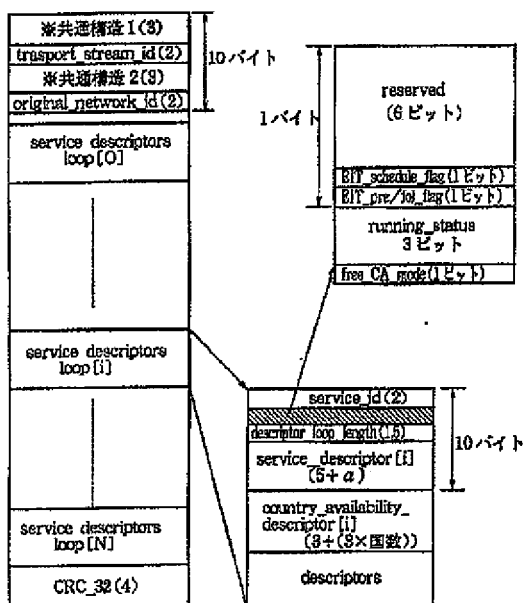 ※共通構造1(3)
trasport_stream_id(2)
※共通構造2(3)
original_network_id(2)
10バイト
service descriptors
loop[0]
service descriptors
loop[i]
service descriptors
loop[N]
CRC_32(4)
1バイト
reserved
(6ビット)
EIT_schedule_flag(1ビット)
EIT_pre/fol_flag(1ビット)
running_status
3ビット
free_CA_mode(1ビット)
service_id(2)
descriptor_loop_length(1.5)
service_descriptor[i]
(5+α)
10バイト
country_availability_
descriptor[i]
(3+(3×国数))
descriptors